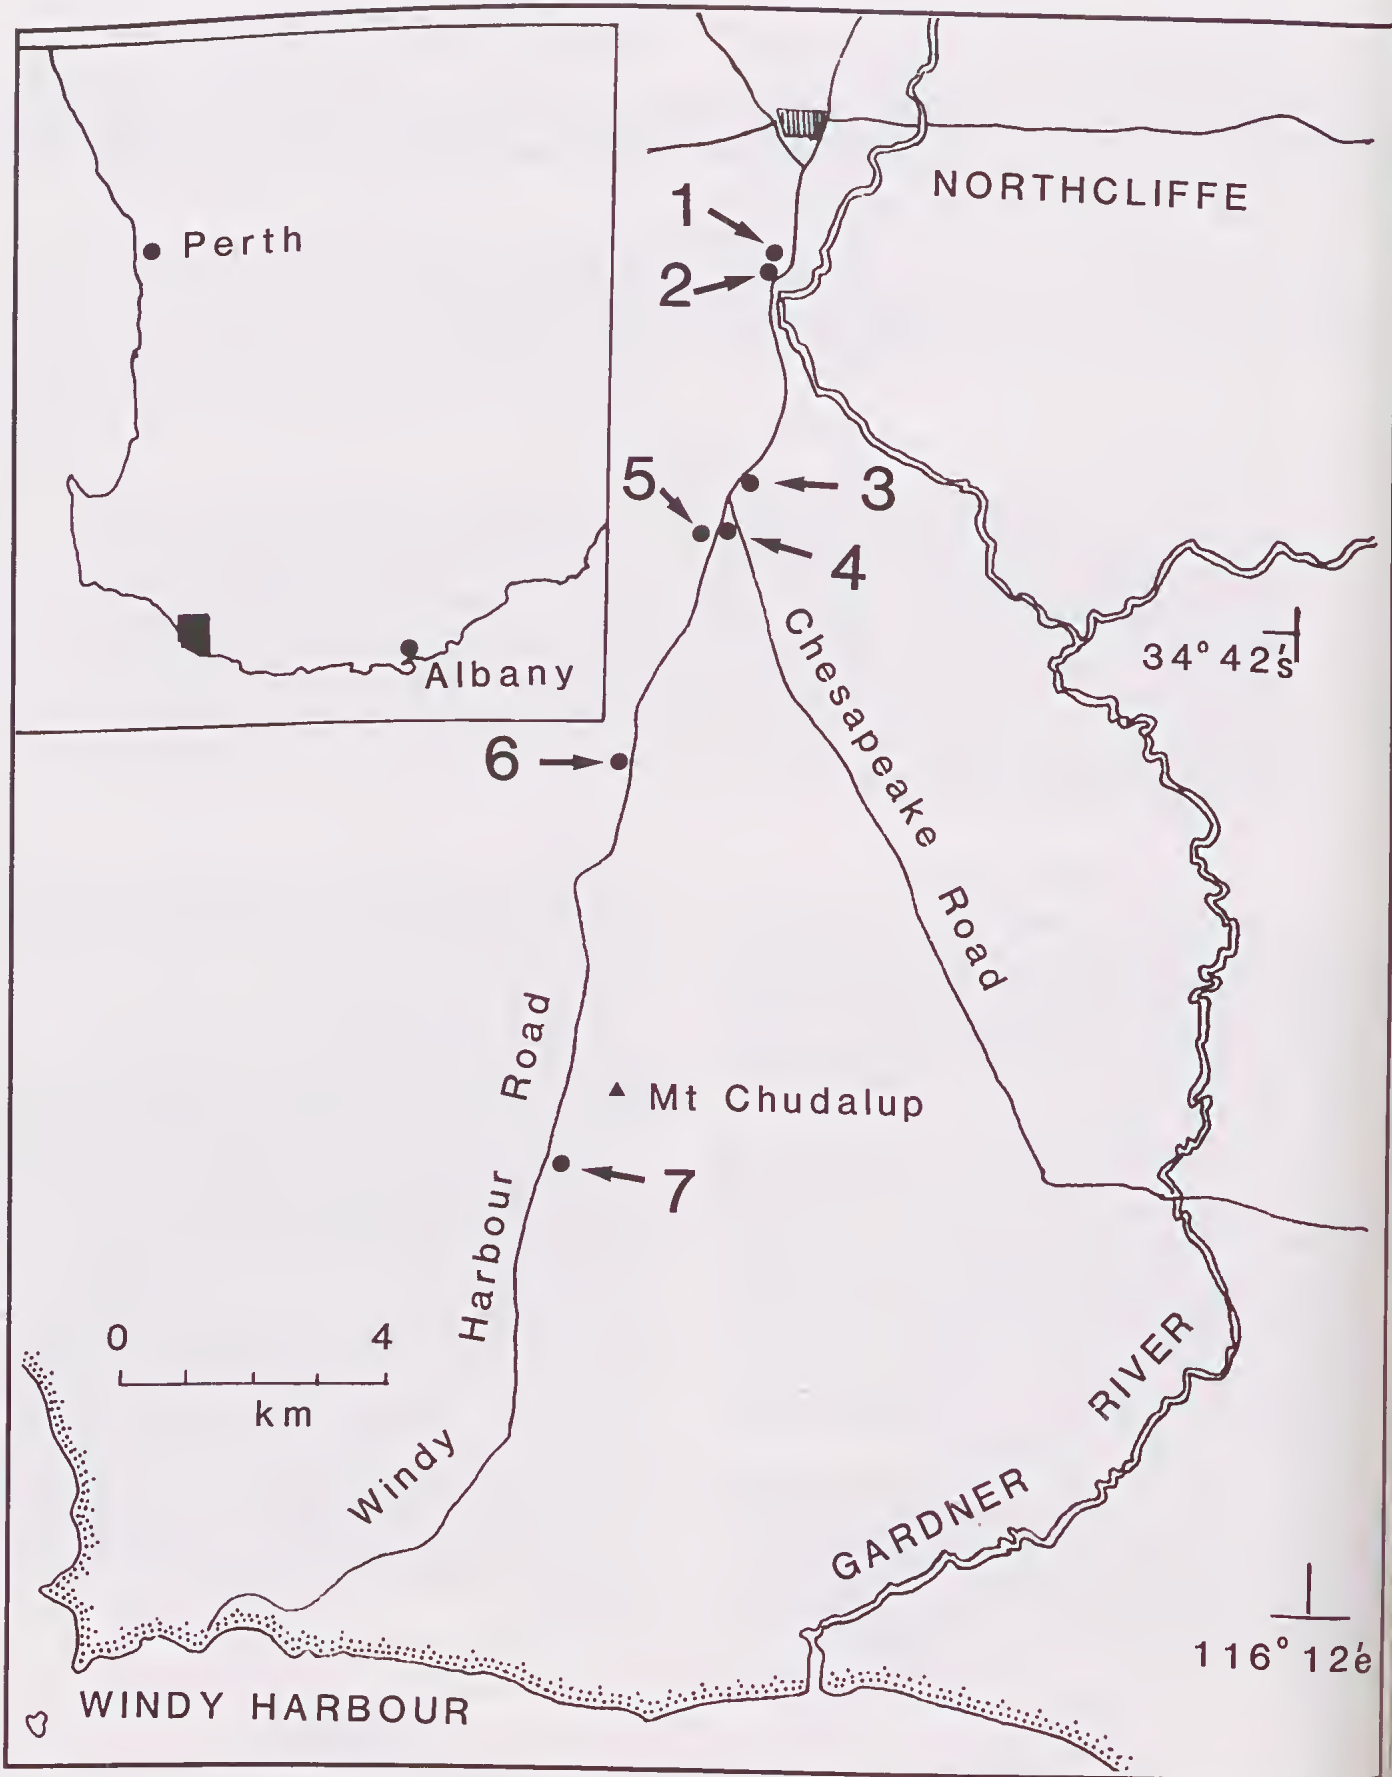 NORTHCLIFFE
1
Perth
2
5
3
4
Chesapeake Road
34° 42's
Albany
6
Mt Chudalup
7
Windy Harbour Road
0 4
km
GARDNER RIVER
116° 12'e
WINDY HARBOUR